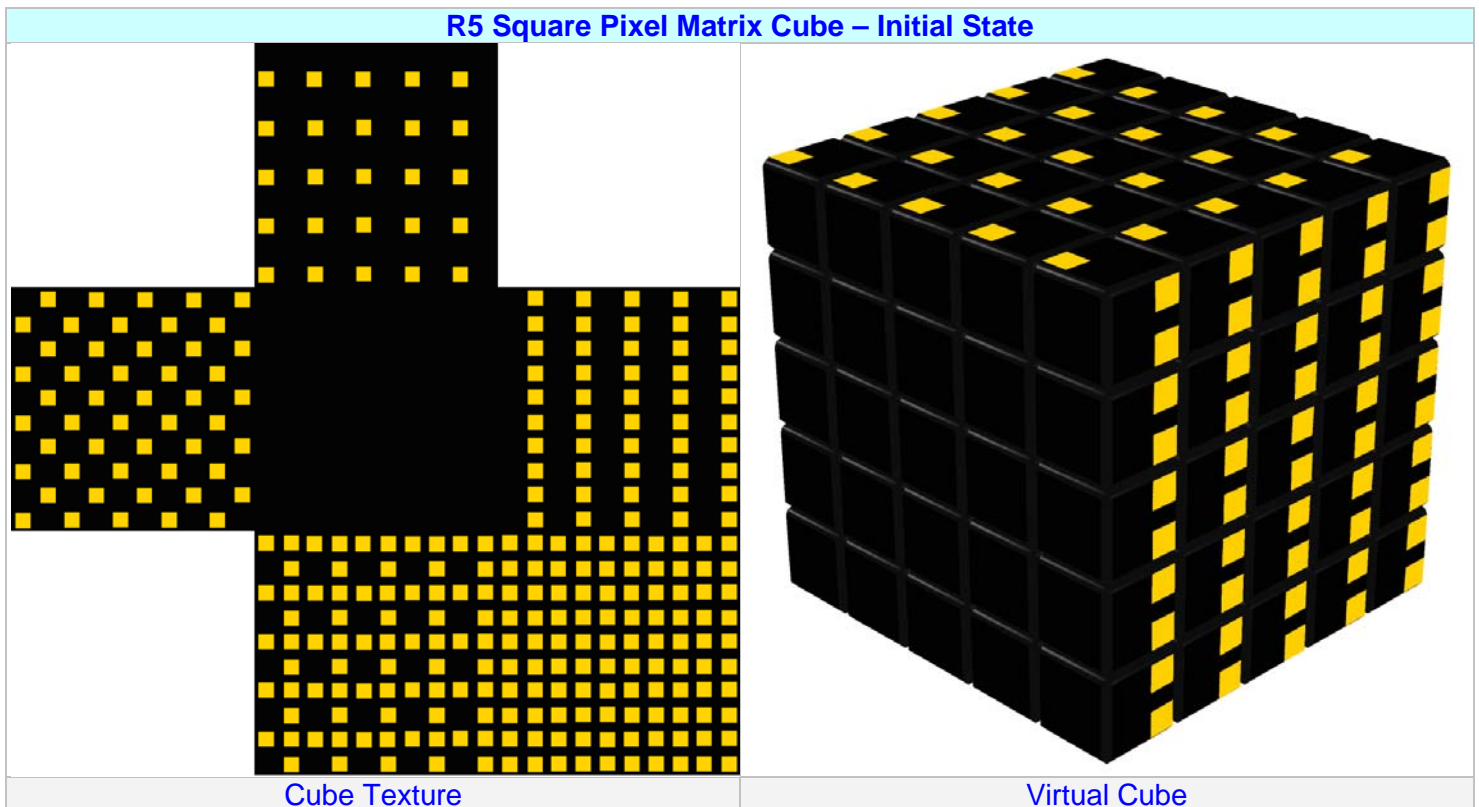 R5 Square Pixel Matrix Cube – Initial State
Cube Texture
Virtual Cube